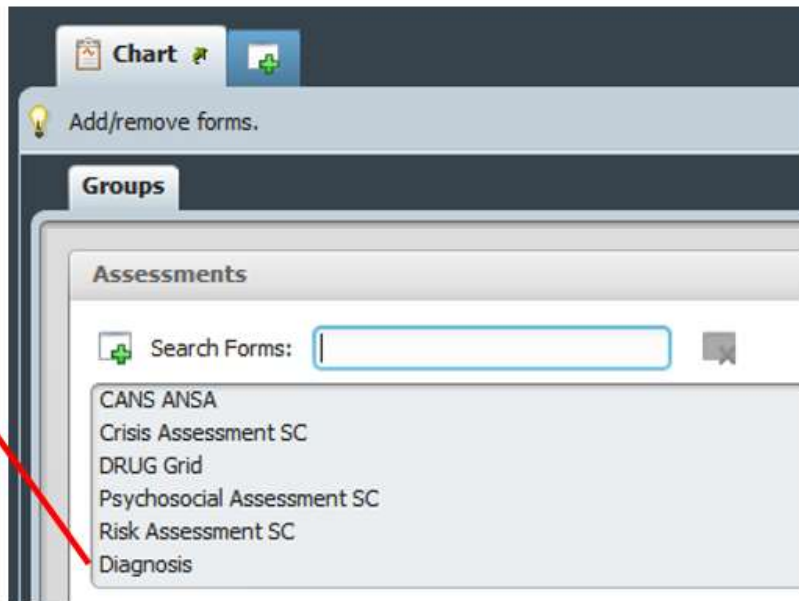 Chart
Add/remove forms.
Groups
Assessments
Search Forms:
CANS ANSA
Crisis Assessment SC
DRUG Grid
Psychosocial Assessment SC
Risk Assessment SC
Diagnosis